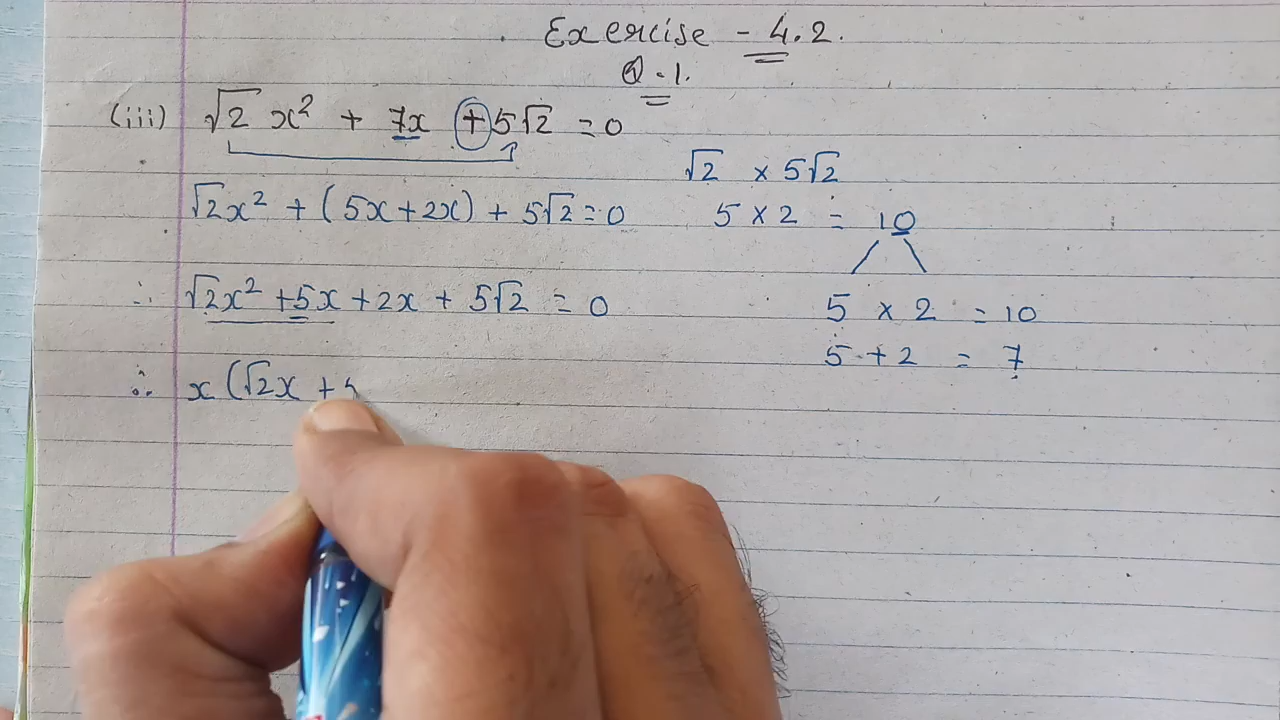 Exercise - 4.2.
Q.1.
(iii) √2 x² + 7x + 5√2 = 0
√2 × 5√2
√2x² + (5x+2x) + 5√2=0
5 × 2 = 10
∴ √2x² +5x +2x + 5√2 = 0
5 × 2 = 10
5 + 2 = 7
∴ x (√2x +